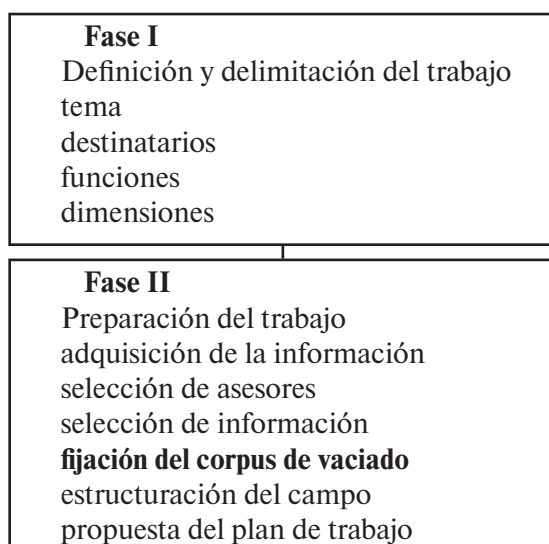 Fase I
Definición y delimitación del trabajo
tema
destinatarios
funciones
dimensiones
Fase II
Preparación del trabajo
adquisición de la información
selección de asesores
selección de información
fijación del corpus de vaciado
estructuración del campo
propuesta del plan de trabajo